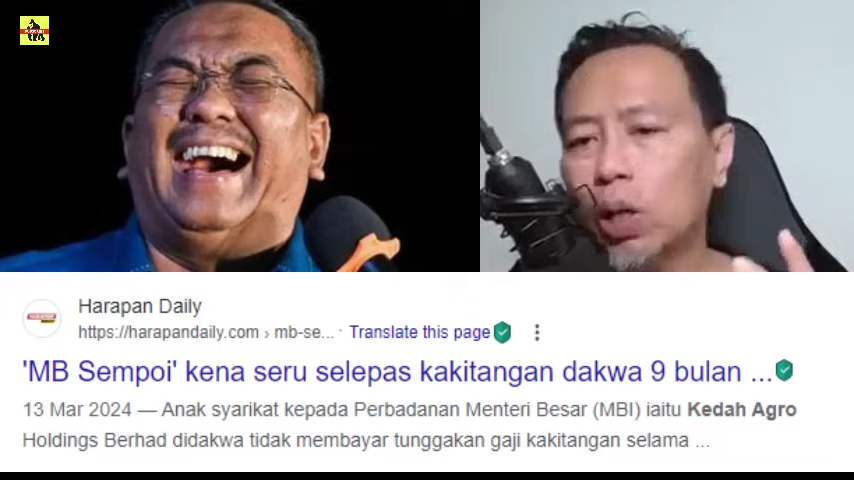 Harapan Daily
https://harapandaily.com › mb-se... · Translate this page
'MB Sempoi' kena seru selepas kakitangan dakwa 9 bulan ...
13 Mar 2024 — Anak syarikat kepada Perbadanan Menteri Besar (MBI) iaitu Kedah Agro
Holdings Berhad didakwa tidak membayar tunggakan gaji kakitangan selama ...